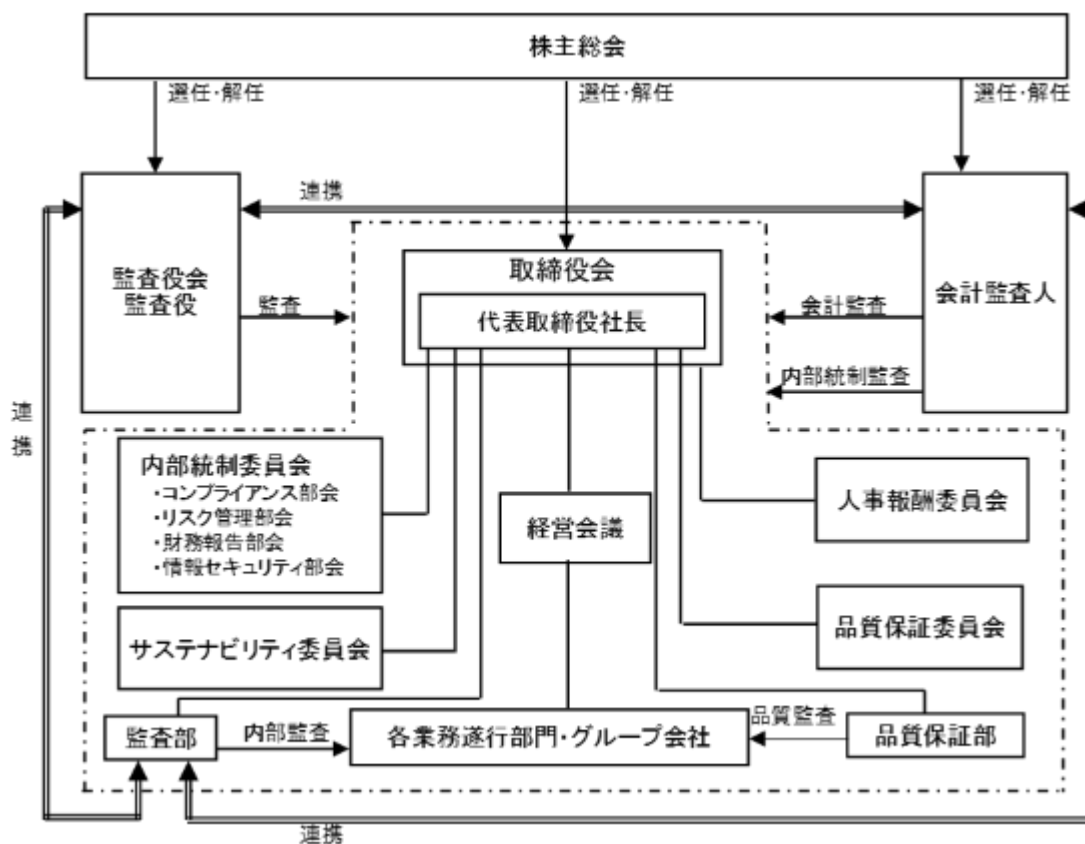 株主総会
選任・解任
選任・解任
選任・解任
連携
監査役会
監査役
取締役会
代表取締役社長
会計監査人
監査
会計監査
内部統制監査
連
携
内部統制委員会
・コンプライアンス部会
・リスク管理部会
・財務報告部会
・情報セキュリティ部会
経営会議
人事報酬委員会
サステナビリティ委員会
品質保証委員会
監査部
内部監査
各業務遂行部門・グループ会社
品質監査
品質保証部
連携